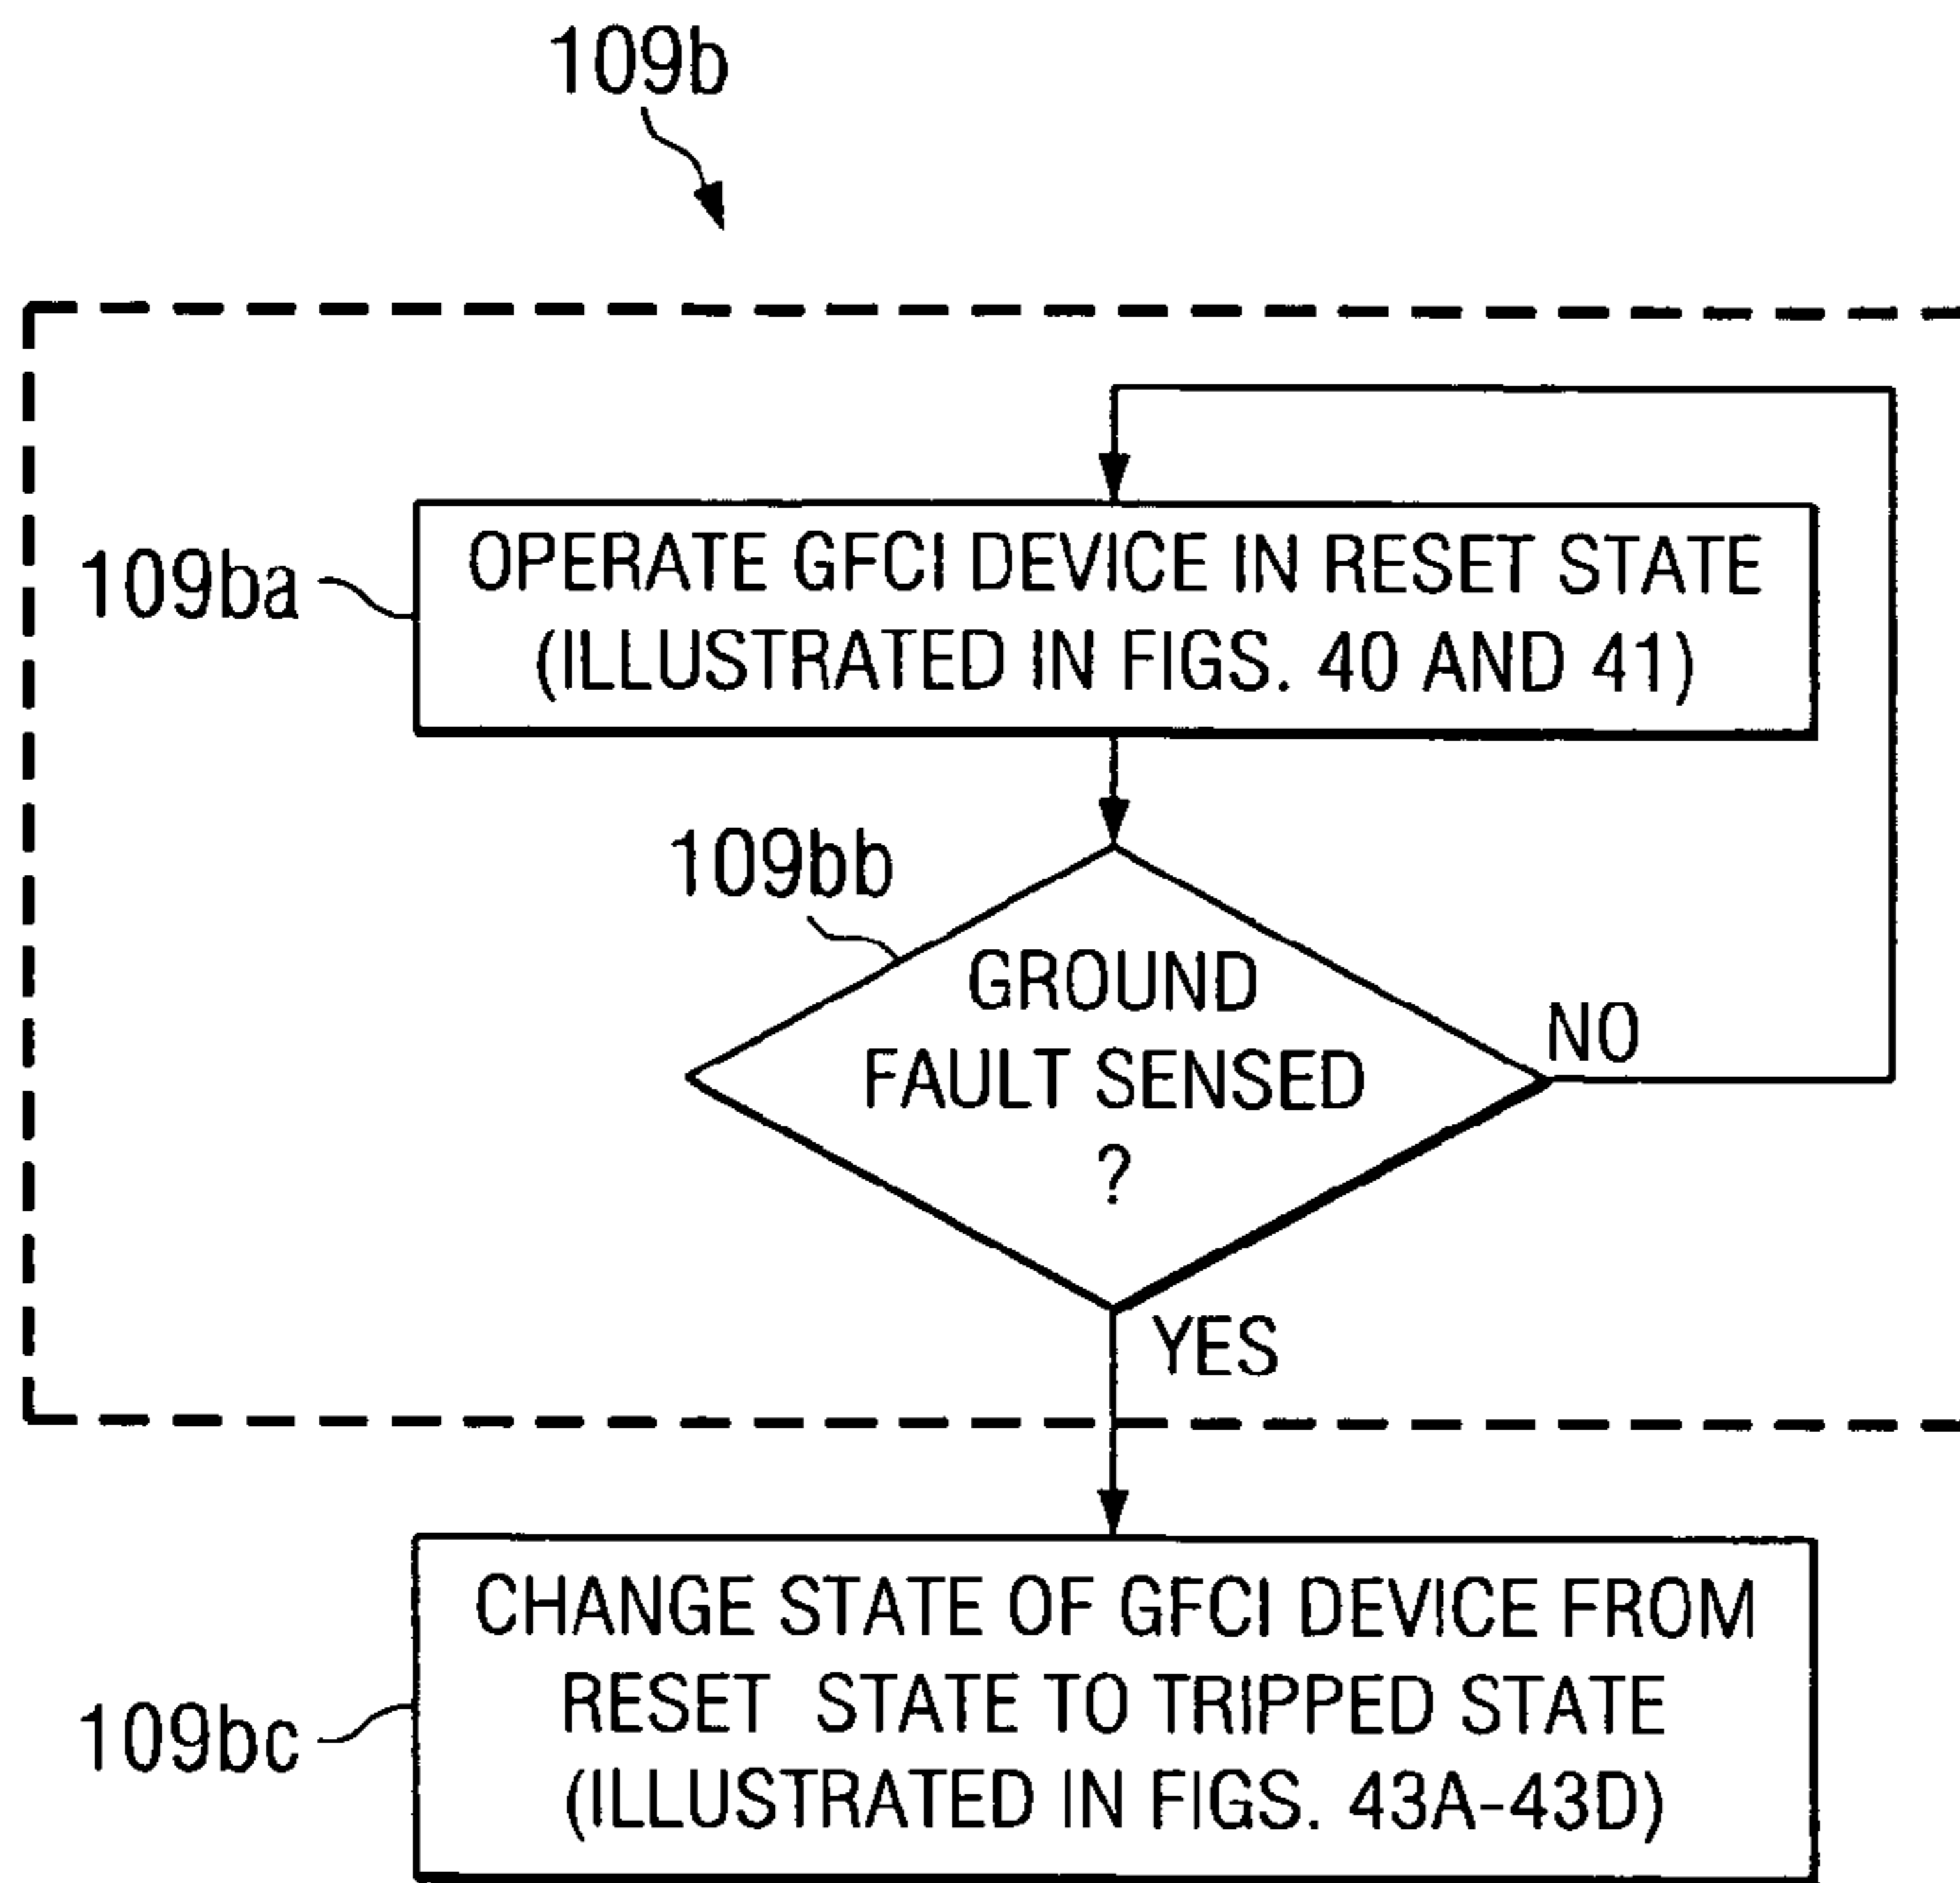 109b
109ba
OPERATE GFCI DEVICE IN RESET STATE
(ILLUSTRATED IN FIGS. 40 AND 41)
109bb
GROUND
FAULT SENSED
?
NO
YES
109bc
CHANGE STATE OF GFCI DEVICE FROM
RESET STATE TO TRIPPED STATE
(ILLUSTRATED IN FIGS. 43A-43D)